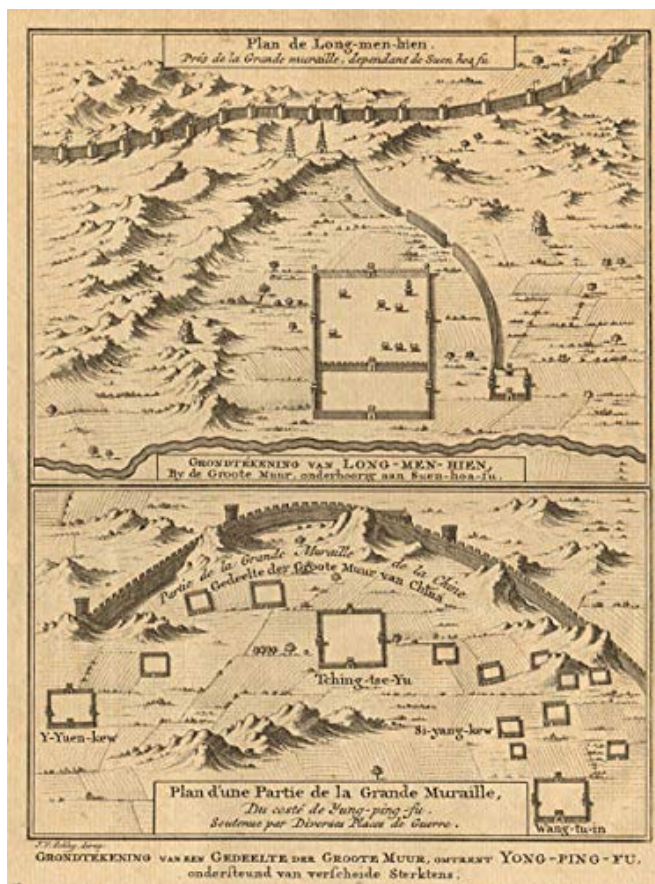 Plan de Long-men-hien.
Près de la Grande muraille, dépendant de Suen hoa fu
GRONDTEKENING VAN LONG-MEN-HIEN,
By de Groote Muur, onderhoorig aan Suen-hoa-fu.
Partie de la Grande Muraille de la Chine
Gedeelte der Groote Muur van China
Tching-tse-Yu
Y-Yuen-kew
Si-yang-kew
Plan d'une Partie de la Grande Muraille,
Du costé de Yung-ping-fu.
Soutenue par Diverses Places de Guerre.
Wang-tu-in
GRONDTEKENING VAN EEN GEDEELTE DER GROOTE MUUR, OMTRENT YONG-PING-FU,
ondersteund van verscheide Sterktens.